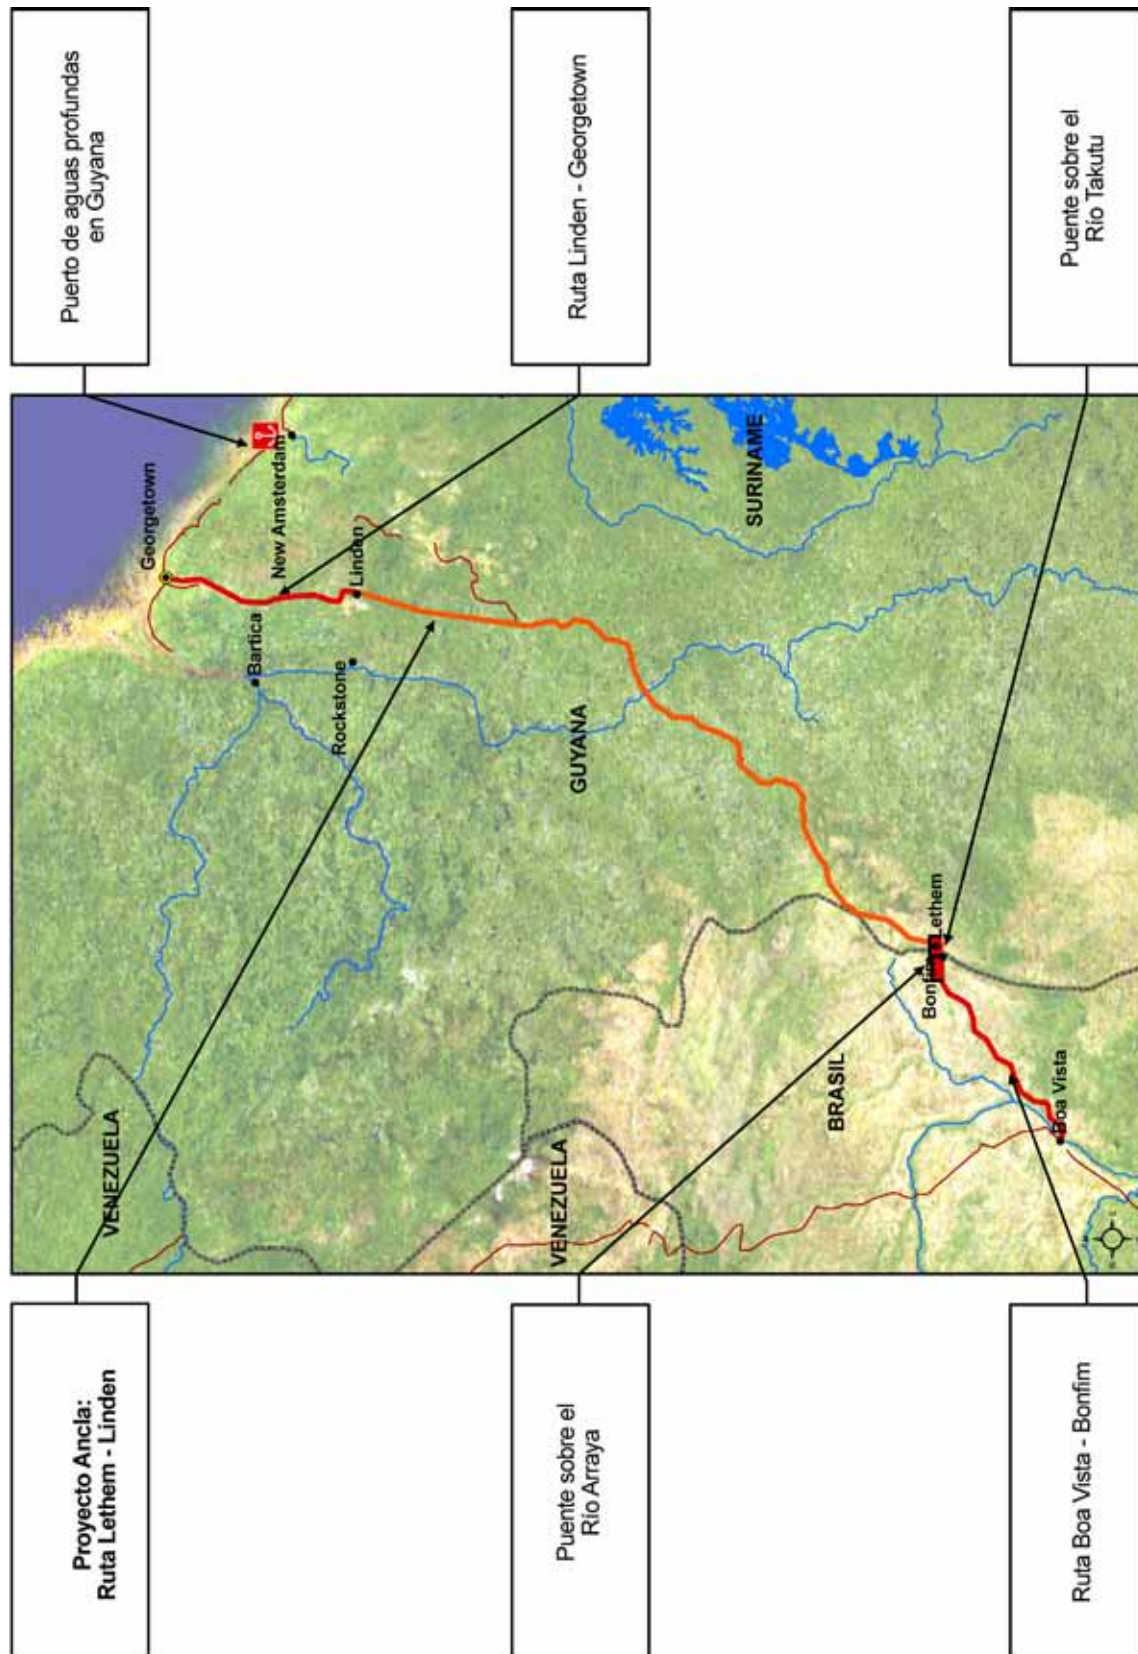 Proyecto Ancla:
Ruta Lethem - Linden
Puente sobre el
Río Arraya
Ruta Boa Vista - Bonfim
VENEZUELA
VENEZUELA
BRASIL
Boa Vista
Bonfim
Lethem
GUYANA
Bartica
Rockstone
Georgetown
New Amsterdam
Linden
SURINAME
Puerto de aguas profundas
en Guyana
Ruta Linden - Georgetown
Puente sobre el
Río Takutu